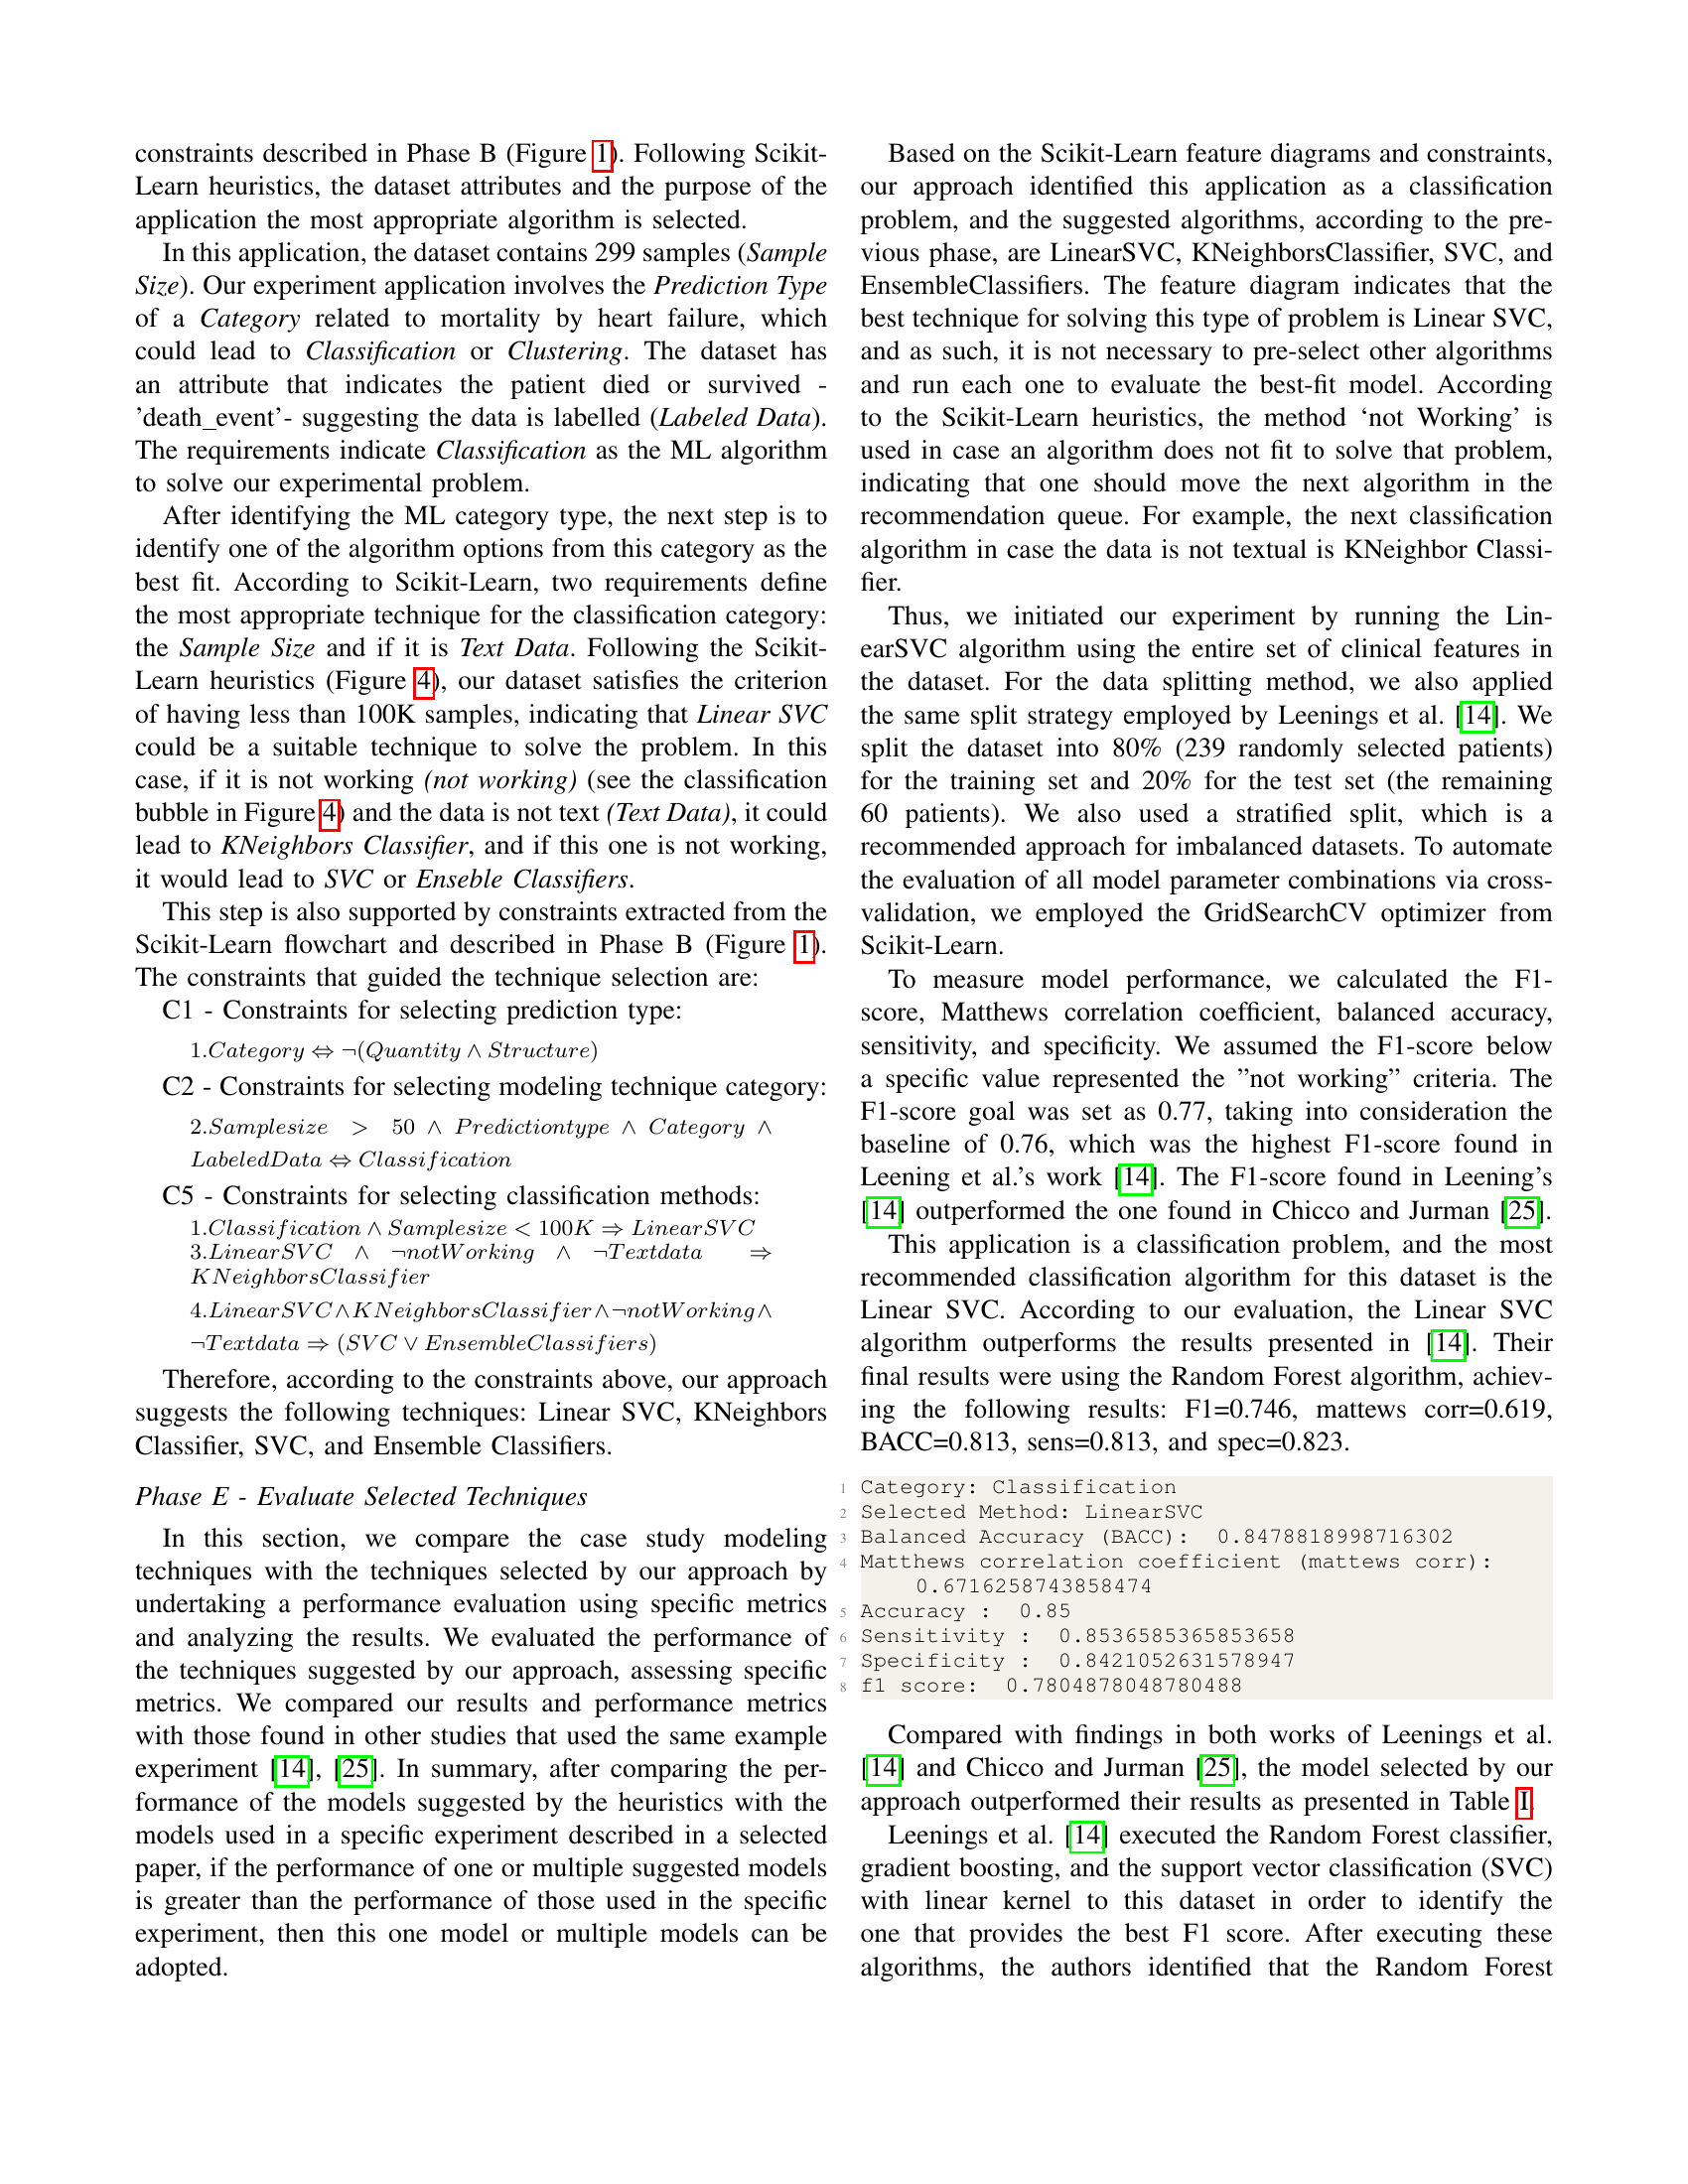 constraints described in Phase B (Figure 1). Following Scikit-
Learn heuristics, the dataset attributes and the purpose of the
application the most appropriate algorithm is selected.
In this application, the dataset contains 299 samples (Sample
Size). Our experiment application involves the Prediction Type
of a Category related to mortality by heart failure, which
could lead to Classification or Clustering. The dataset has
an attribute that indicates the patient died or survived -
'death_event'- suggesting the data is labelled (Labeled Data).
The requirements indicate Classification as the ML algorithm
to solve our experimental problem.
After identifying the ML category type, the next step is to
identify one of the algorithm options from this category as the
best fit. According to Scikit-Learn, two requirements define
the most appropriate technique for the classification category:
the Sample Size and if it is Text Data. Following the Scikit-
Learn heuristics (Figure 4), our dataset satisfies the criterion
of having less than 100K samples, indicating that Linear SVC
could be a suitable technique to solve the problem. In this
case, if it is not working (not working) (see the classification
bubble in Figure 4) and the data is not text (Text Data), it could
lead to KNeighbors Classifier, and if this one is not working,
it would lead to SVC or Enseble Classifiers.
This step is also supported by constraints extracted from the
Scikit-Learn flowchart and described in Phase B (Figure 1).
The constraints that guided the technique selection are:
C1 - Constraints for selecting prediction type:
1.Category ⇔ ¬(Quantity ∧ Structure)
C2 - Constraints for selecting modeling technique category:
2.Samplesize > 50 ∧ Predictiontype ∧ Category ∧
LabeledData ⇔ Classification
C5 - Constraints for selecting classification methods:
1.Classification ∧ Samplesize < 100K ⇒ LinearSVC
3.LinearSVC ∧ ¬notWorking ∧ ¬Textdata ⇒
KNeighborsClassifier
4.LinearSVC∧KNeighborsClassifier∧¬notWorking∧
¬Textdata ⇒ (SVC ∨ EnsembleClassifiers)
Therefore, according to the constraints above, our approach
suggests the following techniques: Linear SVC, KNeighbors
Classifier, SVC, and Ensemble Classifiers.
Phase E - Evaluate Selected Techniques
In this section, we compare the case study modeling
techniques with the techniques selected by our approach by
undertaking a performance evaluation using specific metrics
and analyzing the results. We evaluated the performance of
the techniques suggested by our approach, assessing specific
metrics. We compared our results and performance metrics
with those found in other studies that used the same example
experiment [14], [25]. In summary, after comparing the per-
formance of the models suggested by the heuristics with the
models used in a specific experiment described in a selected
paper, if the performance of one or multiple suggested models
is greater than the performance of those used in the specific
experiment, then this one model or multiple models can be
adopted.
Based on the Scikit-Learn feature diagrams and constraints,
our approach identified this application as a classification
problem, and the suggested algorithms, according to the pre-
vious phase, are LinearSVC, KNeighborsClassifier, SVC, and
EnsembleClassifiers. The feature diagram indicates that the
best technique for solving this type of problem is Linear SVC,
and as such, it is not necessary to pre-select other algorithms
and run each one to evaluate the best-fit model. According
to the Scikit-Learn heuristics, the method ‘not Working’ is
used in case an algorithm does not fit to solve that problem,
indicating that one should move the next algorithm in the
recommendation queue. For example, the next classification
algorithm in case the data is not textual is KNeighbor Classi-
fier.
Thus, we initiated our experiment by running the Lin-
earSVC algorithm using the entire set of clinical features in
the dataset. For the data splitting method, we also applied
the same split strategy employed by Leenings et al. [14]. We
split the dataset into 80% (239 randomly selected patients)
for the training set and 20% for the test set (the remaining
60 patients). We also used a stratified split, which is a
recommended approach for imbalanced datasets. To automate
the evaluation of all model parameter combinations via cross-
validation, we employed the GridSearchCV optimizer from
Scikit-Learn.
To measure model performance, we calculated the F1-
score, Matthews correlation coefficient, balanced accuracy,
sensitivity, and specificity. We assumed the F1-score below
a specific value represented the ”not working” criteria. The
F1-score goal was set as 0.77, taking into consideration the
baseline of 0.76, which was the highest F1-score found in
Leening et al.'s work [14]. The F1-score found in Leening's
[14] outperformed the one found in Chicco and Jurman [25].
This application is a classification problem, and the most
recommended classification algorithm for this dataset is the
Linear SVC. According to our evaluation, the Linear SVC
algorithm outperforms the results presented in [14]. Their
final results were using the Random Forest algorithm, achiev-
ing the following results: F1=0.746, mattews corr=0.619,
BACC=0.813, sens=0.813, and spec=0.823.
1 Category: Classification
2 Selected Method: LinearSVC
3 Balanced Accuracy (BACC): 0.8478818998716302
4 Matthews correlation coefficient (mattews corr):
0.6716258743858474
5 Accuracy : 0.85
6 Sensitivity : 0.8536585365853658
7 Specificity : 0.8421052631578947
8 f1 score: 0.7804878048780488
Compared with findings in both works of Leenings et al.
[14] and Chicco and Jurman [25], the model selected by our
approach outperformed their results as presented in Table I.
Leenings et al. [14] executed the Random Forest classifier,
gradient boosting, and the support vector classification (SVC)
with linear kernel to this dataset in order to identify the
one that provides the best F1 score. After executing these
algorithms, the authors identified that the Random Forest